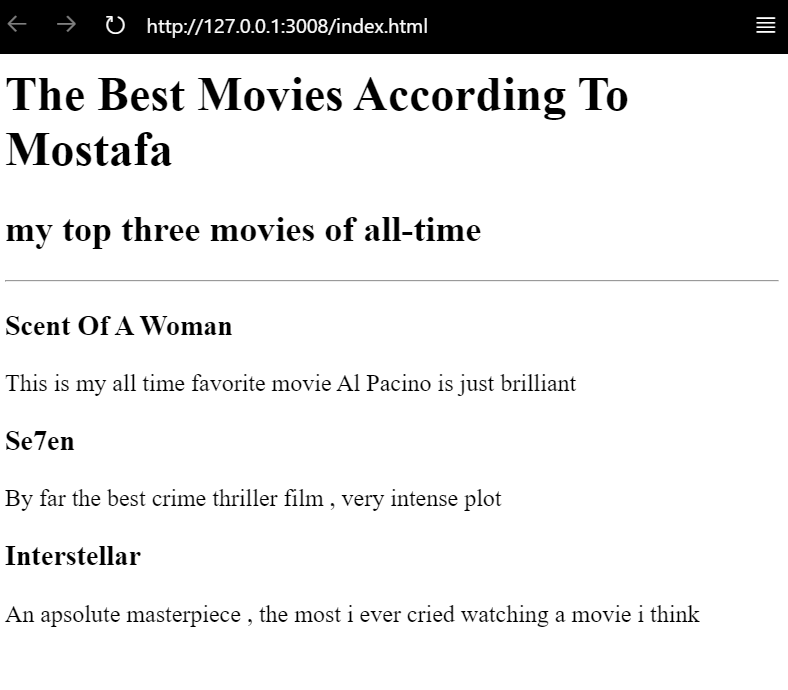 http://127.0.0.1:3008/index.html
The Best Movies According To
Mostafa
my top three movies of all-time
Scent Of A Woman
This is my all time favorite movie Al Pacino is just brilliant
Se7en
By far the best crime thriller film , very intense plot
Interstellar
An apsolute masterpiece , the most i ever cried watching a movie i think